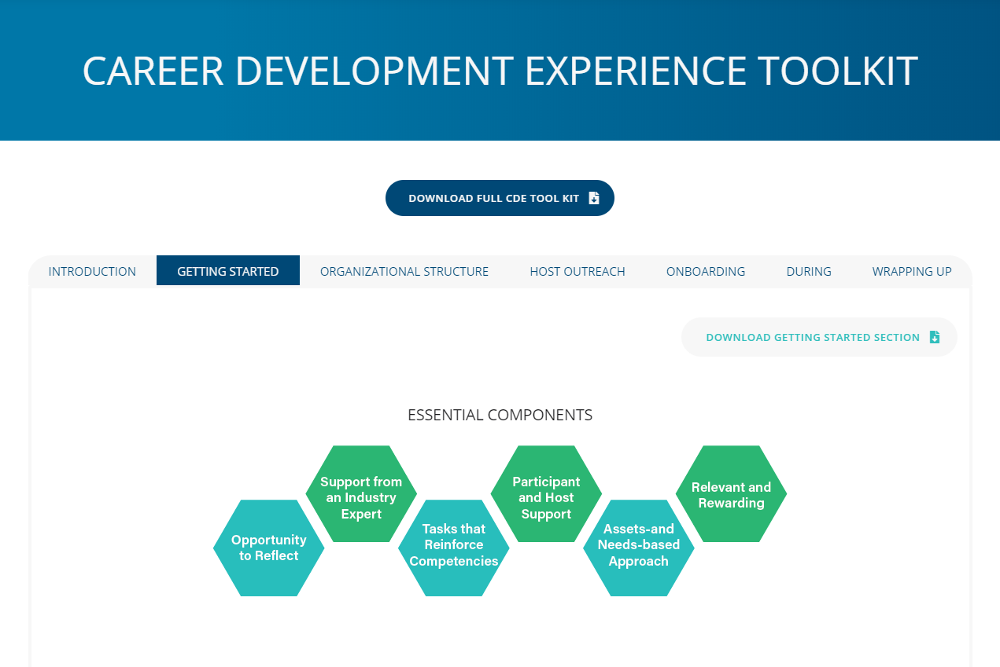 CAREER DEVELOPMENT EXPERIENCE TOOLKIT
DOWNLOAD FULL CDE TOOL KIT
INTRODUCTION
GETTING STARTED
ORGANIZATIONAL STRUCTURE
HOST OUTREACH
ONBOARDING
DURING
WRAPPING UP
DOWNLOAD GETTING STARTED SECTION
ESSENTIAL COMPONENTS
Opportunity
to Reflect
Support from
an Industry
Expert
Tasks that
Reinforce
Competencies
Participant
and Host
Support
Assets-and
Needs-based
Approach
Relevant and
Rewarding